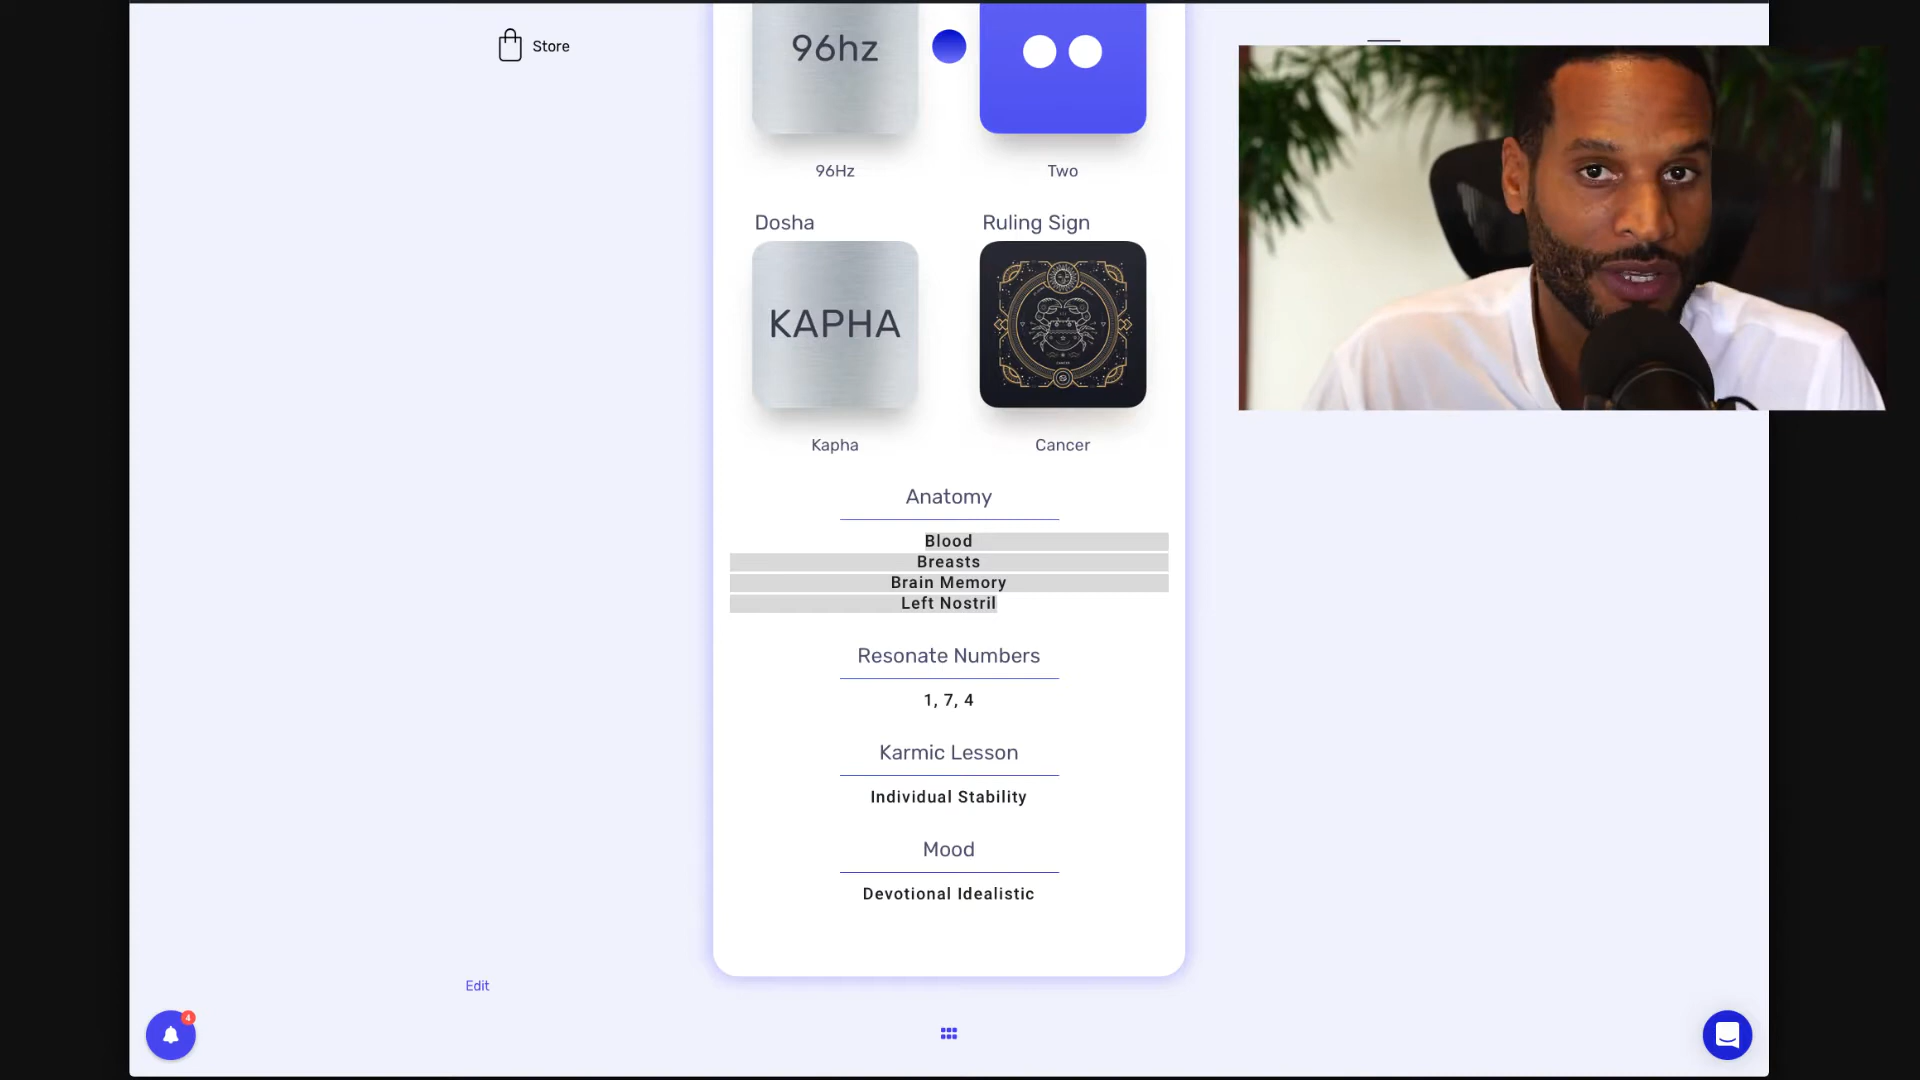 Store
96hz
96Hz
Two
Dosha
Ruling Sign
KAPHA
Kapha
Cancer
Anatomy
Blood
Breasts
Brain Memory
Left Nostril
Resonate Numbers
1, 7, 4
Karmic Lesson
Individual Stability
Mood
Devotional Idealistic
Edit
4